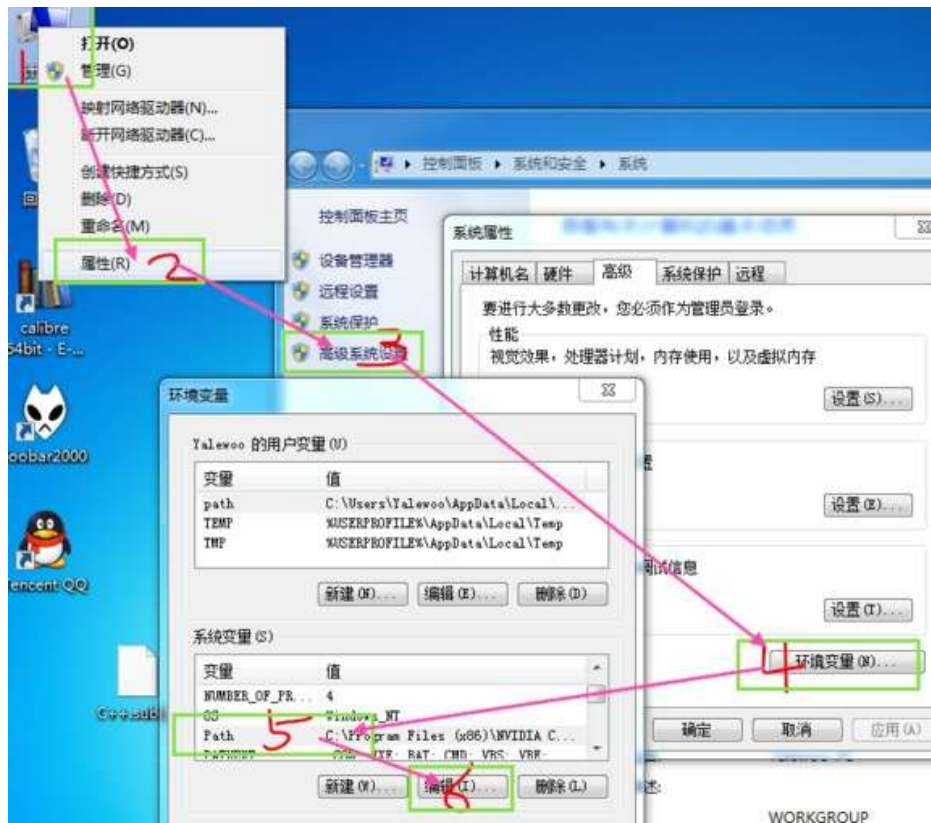 打开(O)
管理(G)
映射网络驱动器(N)...
断开网络驱动器(C)...
创建快捷方式(S)
删除(D)
重命名(M)
属性(R)
1
2
控制面板 系统和安全 系统
控制面板主页
设备管理器
远程设置
系统保护
高级系统设置
3
系统属性
计算机名 硬件 高级 系统保护 远程
要进行大多数更改，您必须作为管理员登录。
性能
视觉效果，处理器计划，内存使用，以及虚拟内存
设置(S)...
设置(E)...
调试信息
设置(T)...
环境变量(N)...
4
确定 取消 应用(A)
WORKGROUP
calibre
64bit - E-...
foobar2000
Tencent QQ
环境变量
Yalewoo 的用户变量(U)
变量 值
path C:\Users\Yalewoo\AppData\Local\...
TEMP %USERPROFILE%\AppData\Local\Temp
TMP %USERPROFILE%\AppData\Local\Temp
新建(N)... 编辑(E)... 删除(D)
系统变量(S)
变量 值
NUMBER_OF_PR... 4
OS Windows_NT
Path C:\Program Files (x86)\NVIDIA C...
5
新建(W)... 编辑(I)... 删除(L)
6